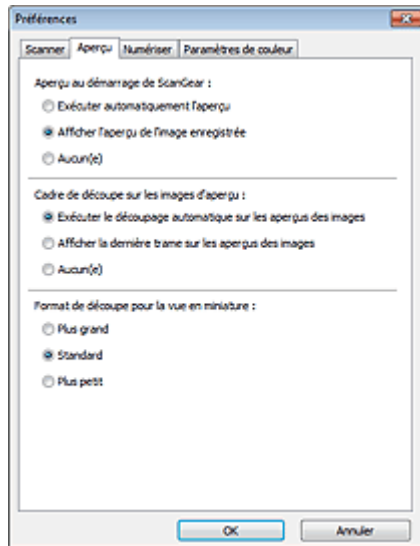 Préférences
Scanner Aperçu Numériser Paramètres de couleur
Aperçu au démarrage de ScanGear :
Exécuter automatiquement l'aperçu
Afficher l'aperçu de l'image enregistrée
Aucun(e)
Cadre de découpe sur les images d'aperçu :
Exécuter le découpage automatique sur les aperçus des images
Afficher la dernière trame sur les aperçus des images
Aucun(e)
Format de découpe pour la vue en miniature :
Plus grand
Standard
Plus petit
OK Annuler